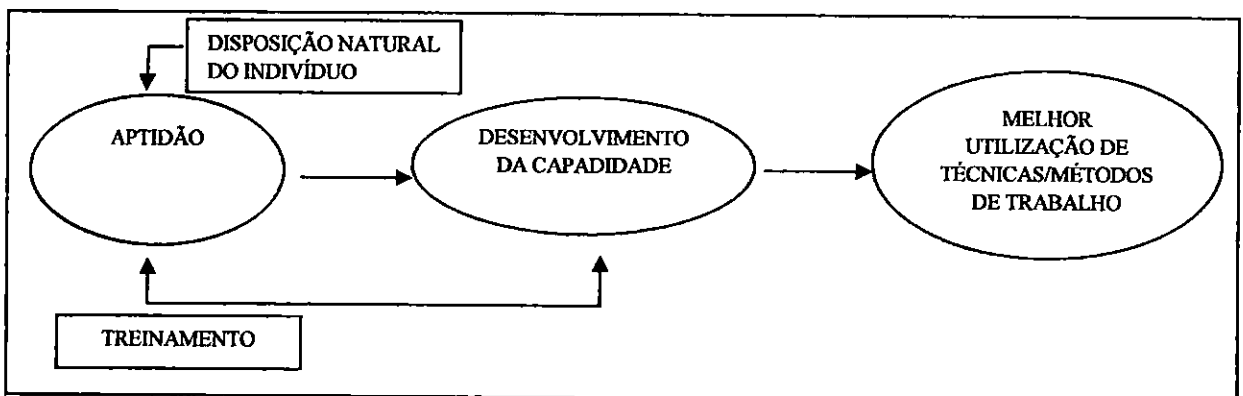 DISPOSIÇÃO NATURAL
DO INDIVÍDUO
APTIDÃO
DESENVOLVIMENTO
DA CAPADIDADE
MELHOR
UTILIZAÇÃO DE
TÉCNICAS/MÉTODOS
DE TRABALHO
TREINAMENTO